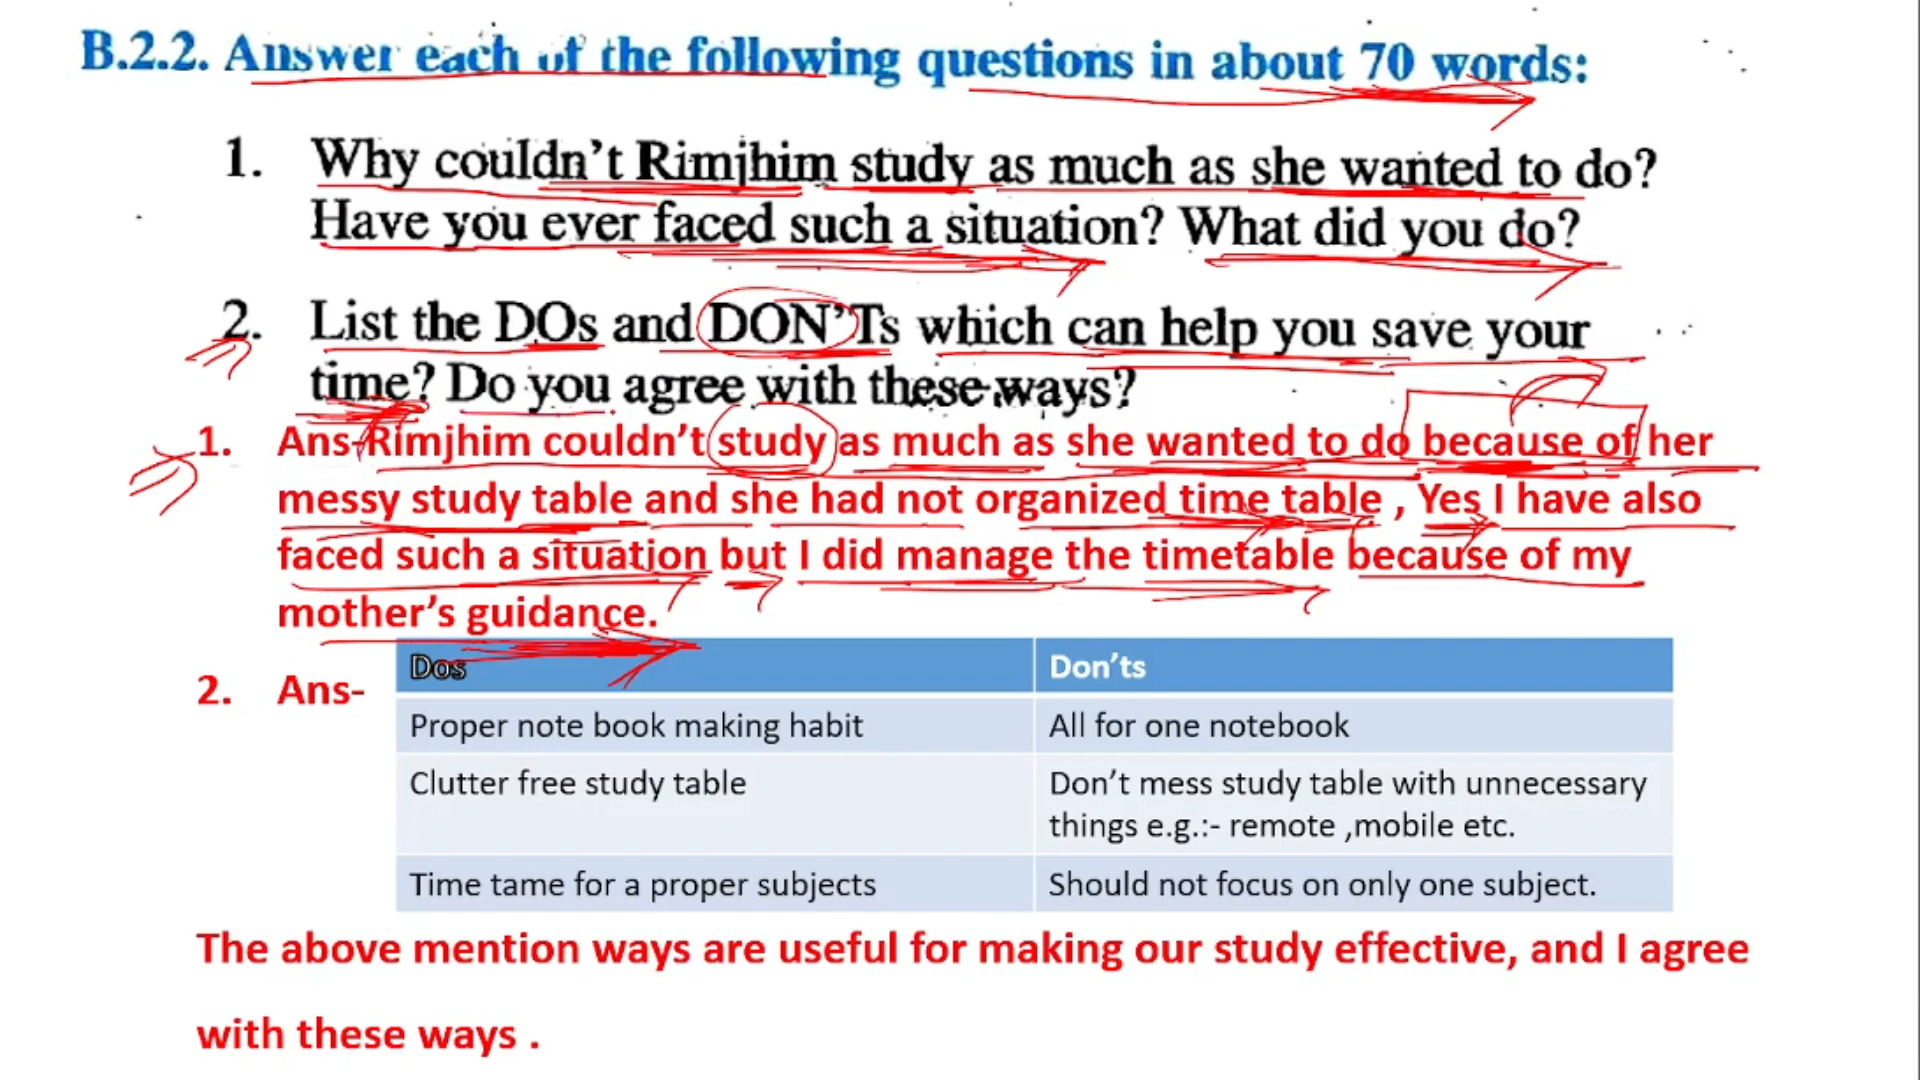 B.2.2. Answer each of the following questions in about 70 words:
1. Why couldn't Rimjhim study as much as she wanted to do?
Have you ever faced such a situation? What did you do?
2. List the DOs and DON'Ts which can help you save your
time? Do you agree with these ways?
1. Ans-Rimjhim couldn't study as much as she wanted to do because of her
messy study table and she had not organized time table , Yes I have also
faced such a situation but I did manage the timetable because of my
mother's guidance.
2. Ans-
Dos Don'ts
Proper note book making habit All for one notebook
Clutter free study table Don't mess study table with unnecessary
things e.g.:- remote ,mobile etc.
Time tame for a proper subjects Should not focus on only one subject.
The above mention ways are useful for making our study effective, and I agree
with these ways .